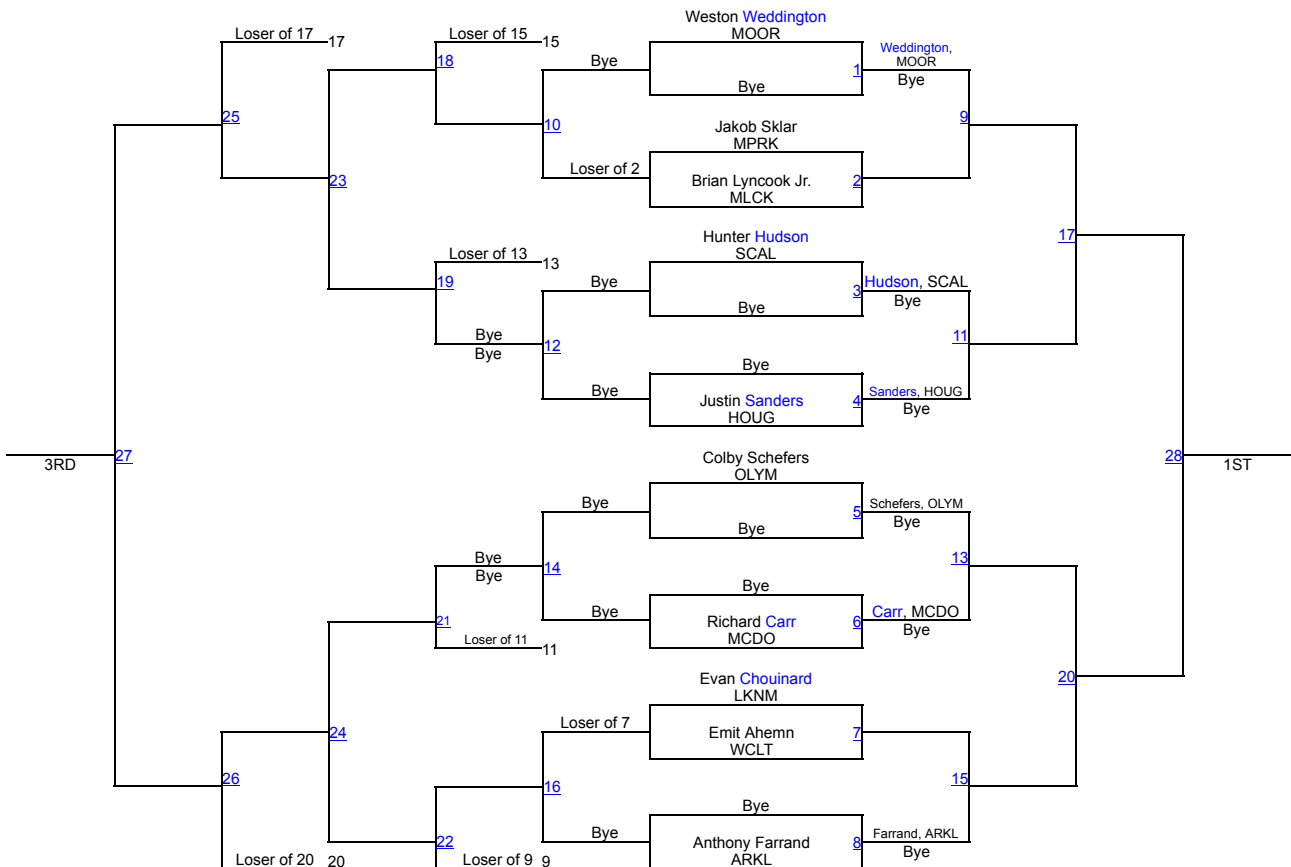 Weston Weddington
MOOR
Loser of 17
17
Loser of 15
15
Weddington,
MOOR
Bye
18
Bye
1
Bye
Bye
25
10
9
Jakob Sklar
MPRK
Loser of 2
23
Brian Lyncook Jr.
2
MLCK
Hunter Hudson
SCAL
17
Loser of 13
13
19
Bye
3
Hudson, SCAL
Bye
Bye
Bye
Bye
12
11
Bye
Bye
Justin Sanders
4
Sanders, HOUG
HOUG
Bye
27
3RD
28
1ST
Colby Schefers
OLYM
Bye
5
Schefers, OLYM
Bye
Bye
Bye
Bye
14
13
Bye
Bye
21
Richard Carr
6
Carr, MCDO
MCDO
Bye
Loser of 11
11
Evan Chouinard
LKNM
20
Loser of 7
24
Emit Ahemn
7
WCLT
26
16
15
Bye
22
Bye
Anthony Farrand
8
Farrand, ARKL
ARKL
Bye
Loser of 20
20
Loser of 9
9